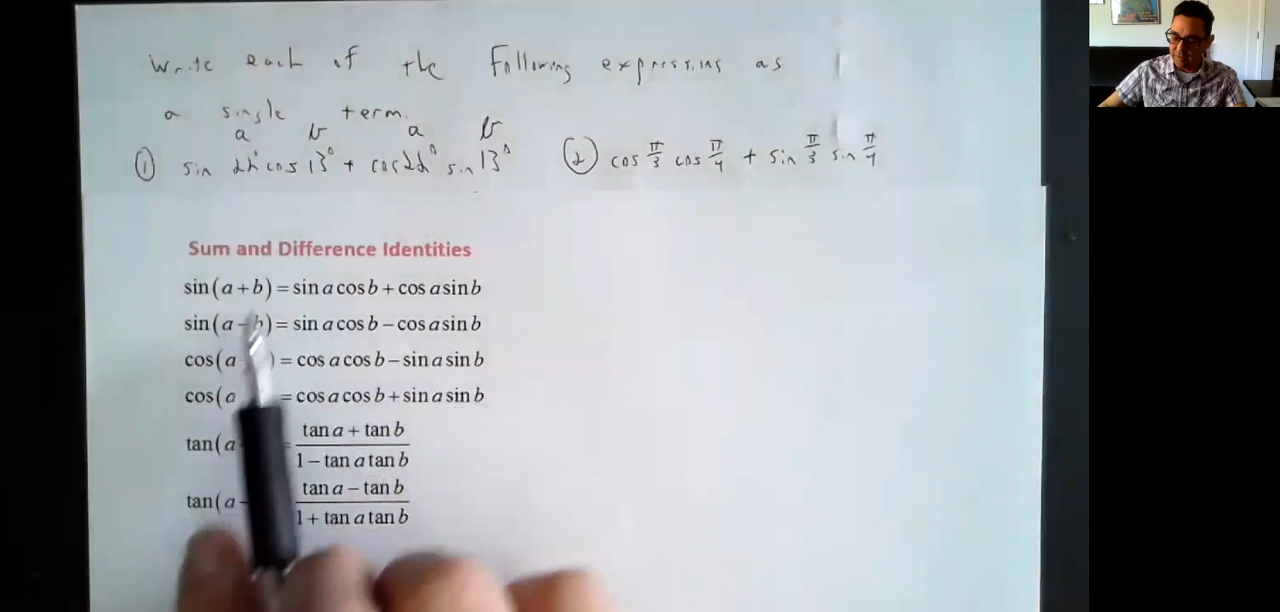 Write each of the following expressions as
a single term.
a b a b
① sin 22° cos 13° + cos 22° sin 13° ② cos π/3 cos π/4 + sin π/3 sin π/4
Sum and Difference Identities
sin(a + b) = sin a cos b + cos a sin b
sin(a − b) = sin a cos b − cos a sin b
cos(a ) = cos a cos b − sin a sin b
cos(a = cos a cos b + sin a sin b
tan(a = (tan a + tan b)/(1 − tan a tan b)
tan(a − (tan a − tan b)/(1 + tan a tan b)